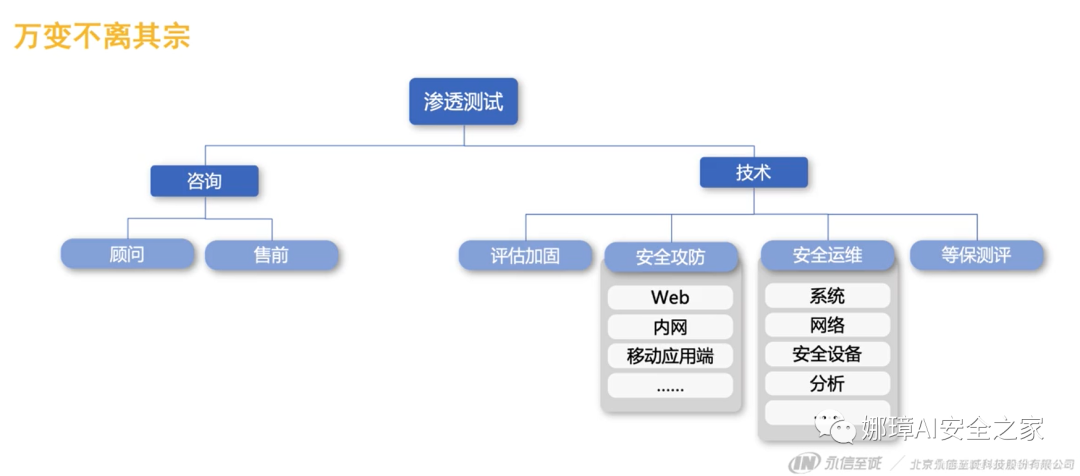 万变不离其宗
渗透测试
咨询
技术
顾问
售前
评估加固
安全攻防
安全运维
等保测评
Web
内网
移动应用端
......
系统
网络
安全设备
分析
娜璋AI安全之家
永信至诚
北京永信至诚科技股份有限公司